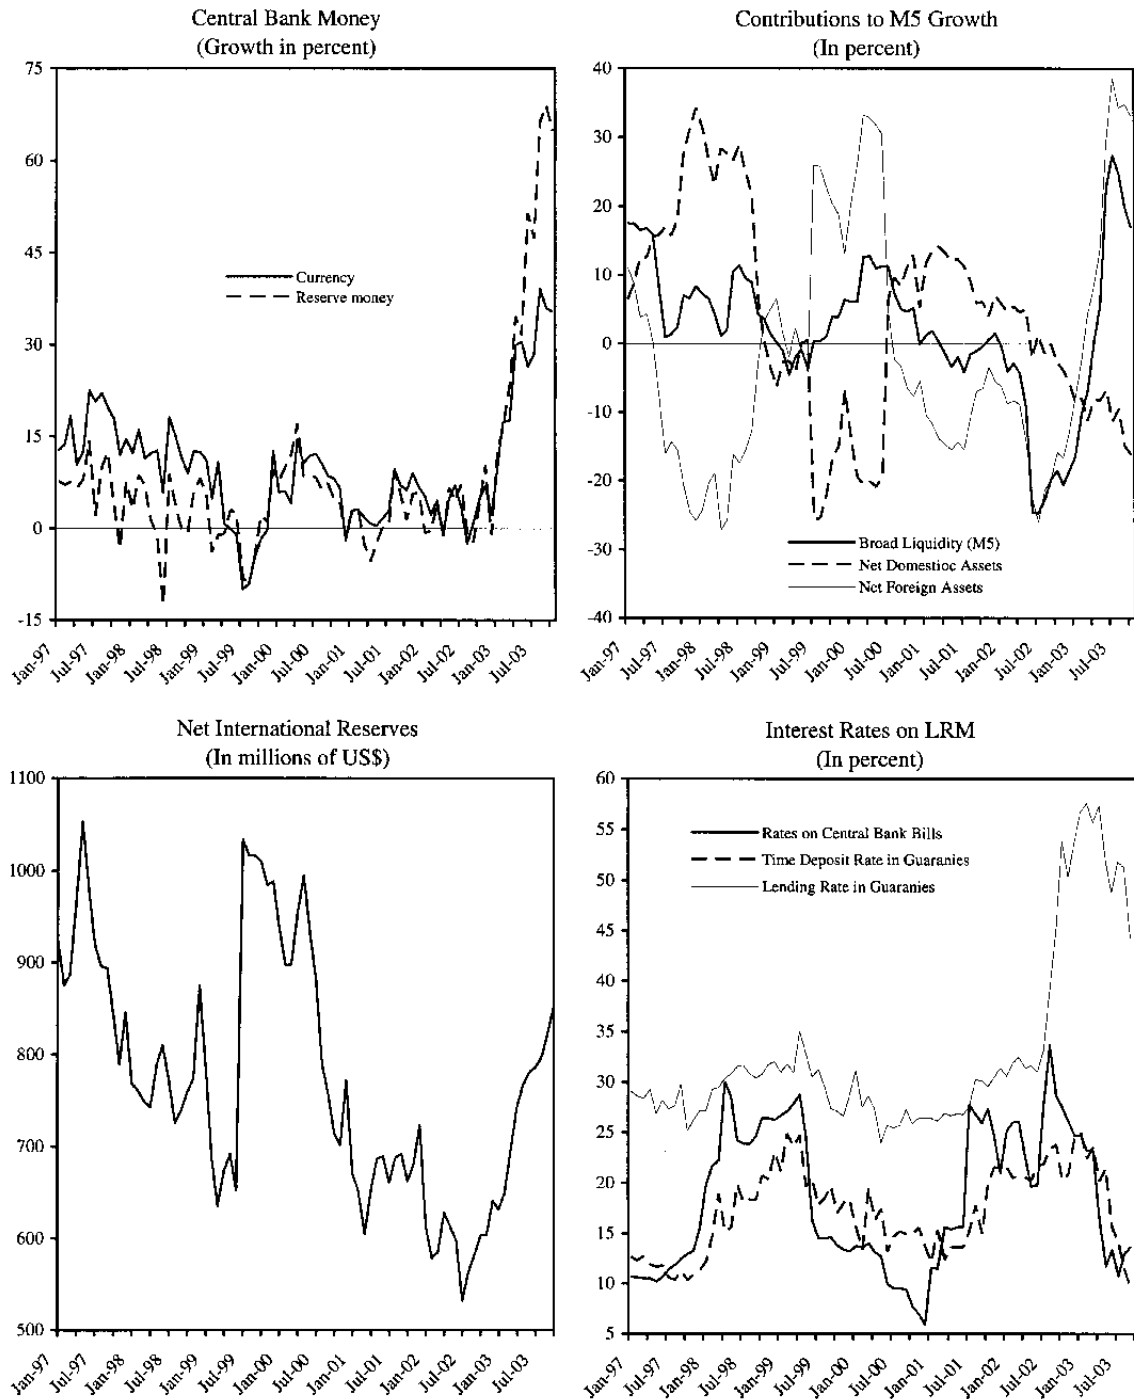 Central Bank Money
(Growth in percent)
75
60
45
30
15
0
-15
Currency
Reserve money
Jan-97
Jul-97
Jan-98
Jul-98
Jan-99
Jul-99
Jan-00
Jul-00
Jan-01
Jul-01
Jan-02
Jul-02
Jan-03
Jul-03
Contributions to M5 Growth
(In percent)
40
30
20
10
0
-10
-20
-30
-40
Broad Liquidity (M5)
Net Domestioc Assets
Net Foreign Assets
Jan-97
Jul-97
Jan-98
Jul-98
Jan-99
Jul-99
Jan-00
Jul-00
Jan-01
Jul-01
Jan-02
Jul-02
Jan-03
Jul-03
Net International Reserves
(In millions of US$)
1100
1000
900
800
700
600
500
Jan-97
Jul-97
Jan-98
Jul-98
Jan-99
Jul-99
Jan-00
Jul-00
Jan-01
Jul-01
Jan-02
Jul-02
Jan-03
Jul-03
Interest Rates on LRM
(In percent)
60
55
50
45
40
35
30
25
20
15
10
5
Rates on Central Bank Bills
Time Deposit Rate in Guaranies
Lending Rate in Guaranies
Jan-97
Jul-97
Jan-98
Jul-98
Jan-99
Jul-99
Jan-00
Jul-00
Jan-01
Jul-01
Jan-02
Jul-02
Jan-03
Jul-03